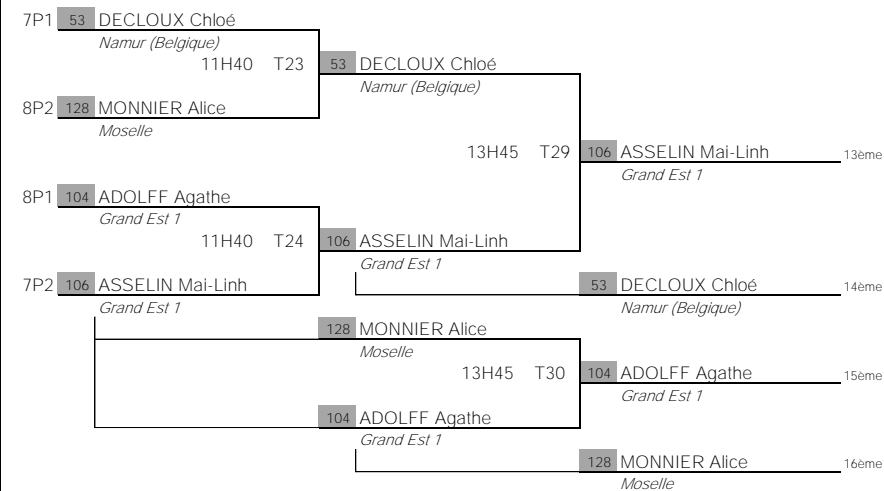 7P1 53 DECLOUX Chloé
Namur (Belgique)
11H40 T23 53 DECLOUX Chloé
Namur (Belgique)
8P2 128 MONNIER Alice
Moselle
13H45 T29 106 ASSELIN Mai-Linh 13ème
Grand Est 1
8P1 104 ADOLFF Agathe
Grand Est 1
11H40 T24 106 ASSELIN Mai-Linh
Grand Est 1
7P2 106 ASSELIN Mai-Linh 53 DECLOUX Chloé 14ème
Grand Est 1 Namur (Belgique)
128 MONNIER Alice
Moselle
13H45 T30 104 ADOLFF Agathe 15ème
Grand Est 1
104 ADOLFF Agathe
Grand Est 1
128 MONNIER Alice 16ème
Moselle